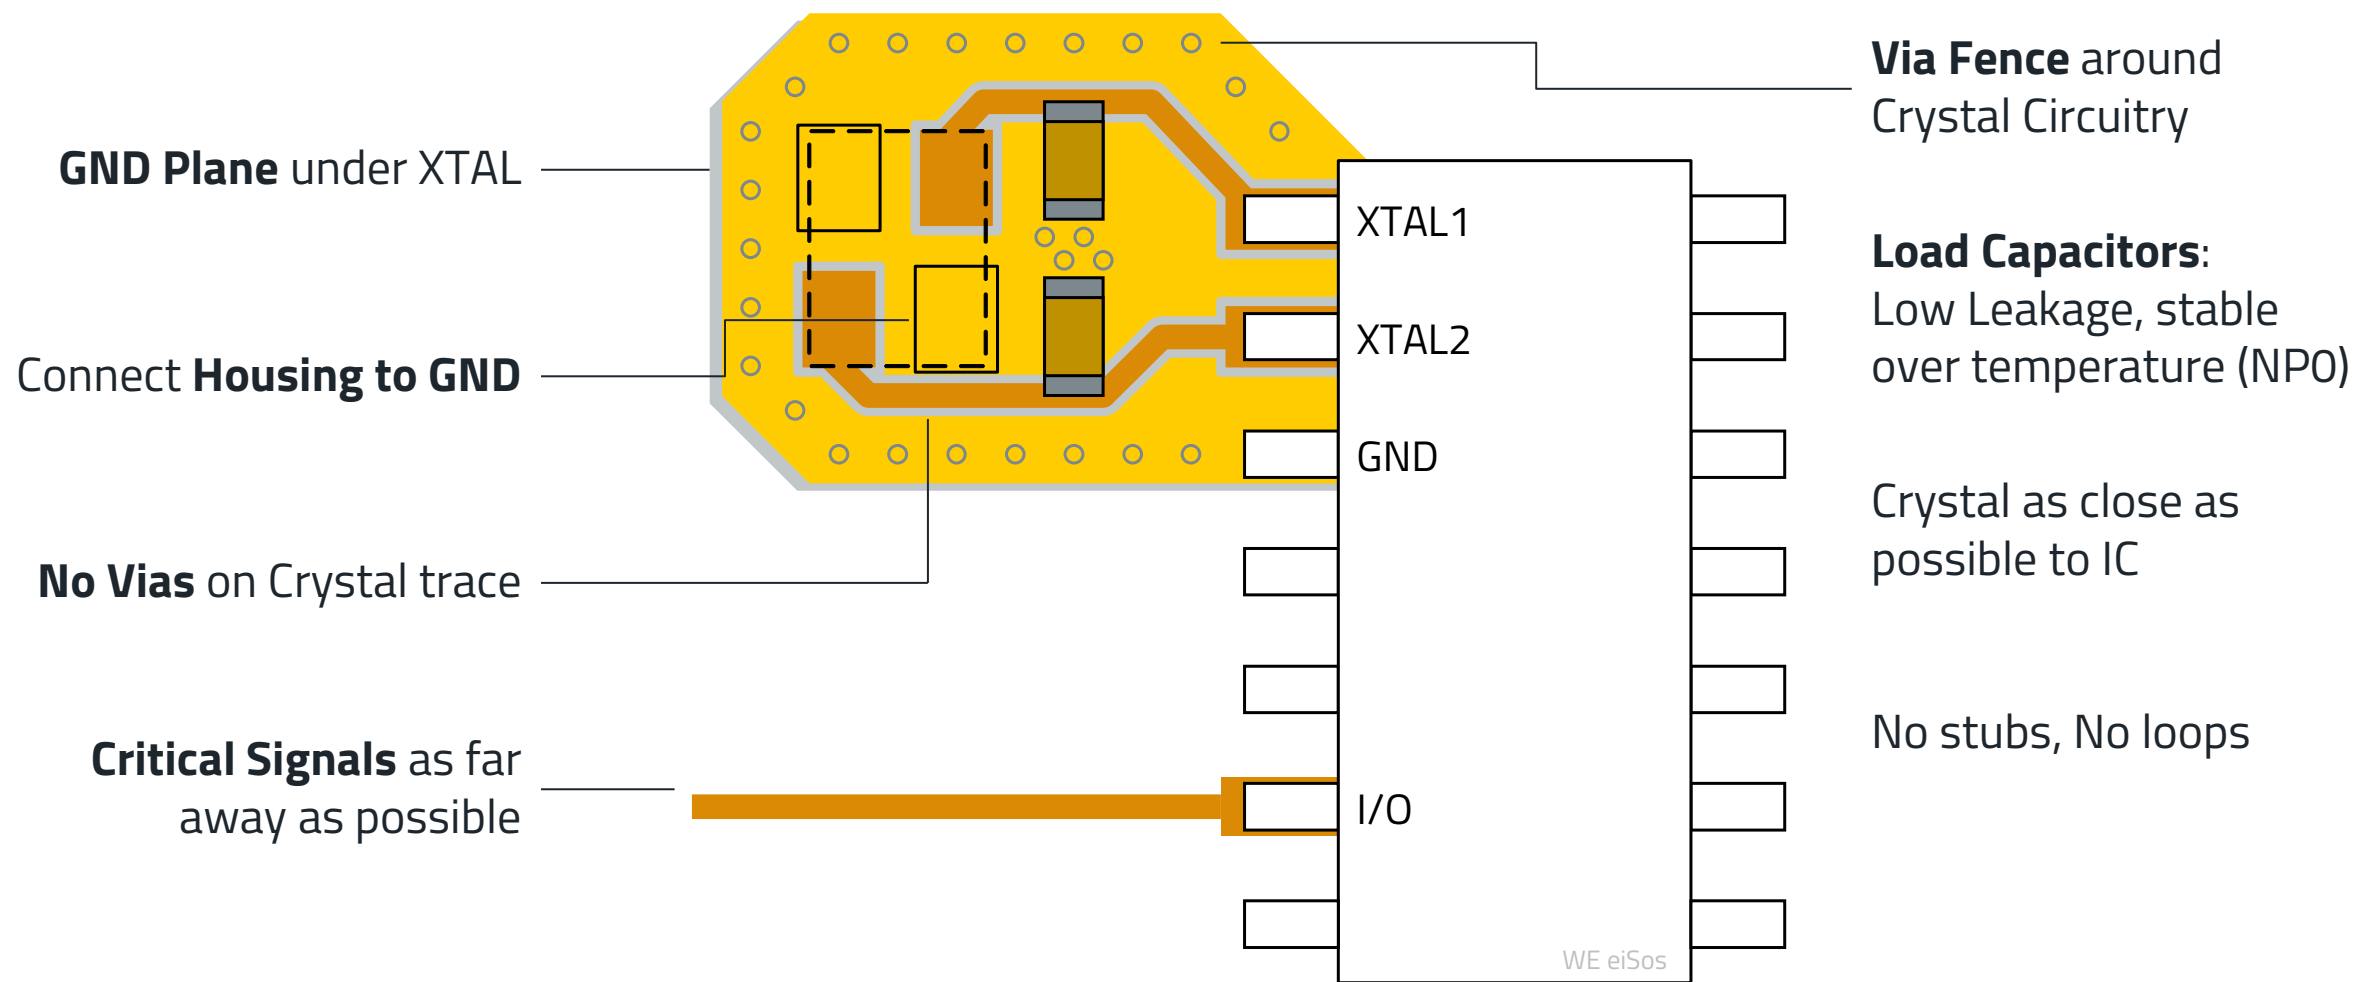 GND Plane under XTAL
Connect Housing to GND
No Vias on Crystal trace
Critical Signals as far
away as possible
XTAL1
XTAL2
GND
I/O
WE eiSos
Via Fence around
Crystal Circuitry
Load Capacitors:
Low Leakage, stable
over temperature (NP0)
Crystal as close as
possible to IC
No stubs, No loops